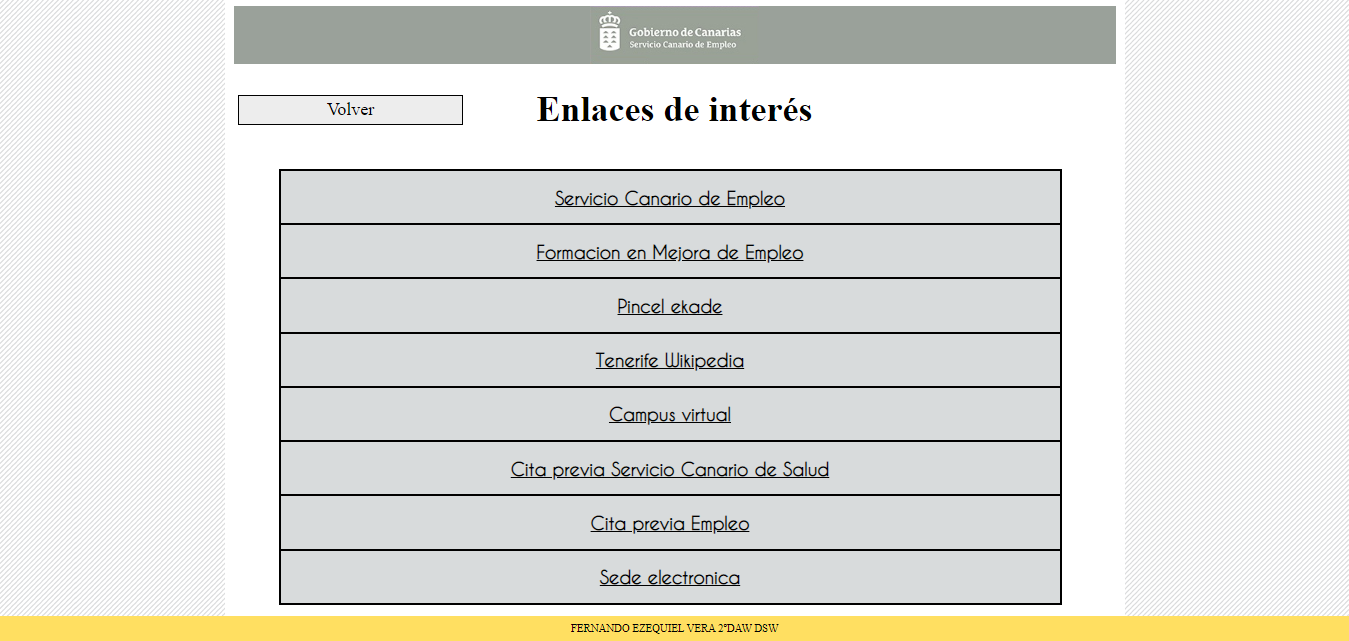 Gobierno de Canarias
Servicio Canario de Empleo
Volver
Enlaces de interés
Servicio Canario de Empleo
Formacion en Mejora de Empleo
Pincel ekade
Tenerife Wikipedia
Campus virtual
Cita previa Servicio Canario de Salud
Cita previa Empleo
Sede electronica
FERNANDO EZEQUIEL VERA 2ºDAW DSW